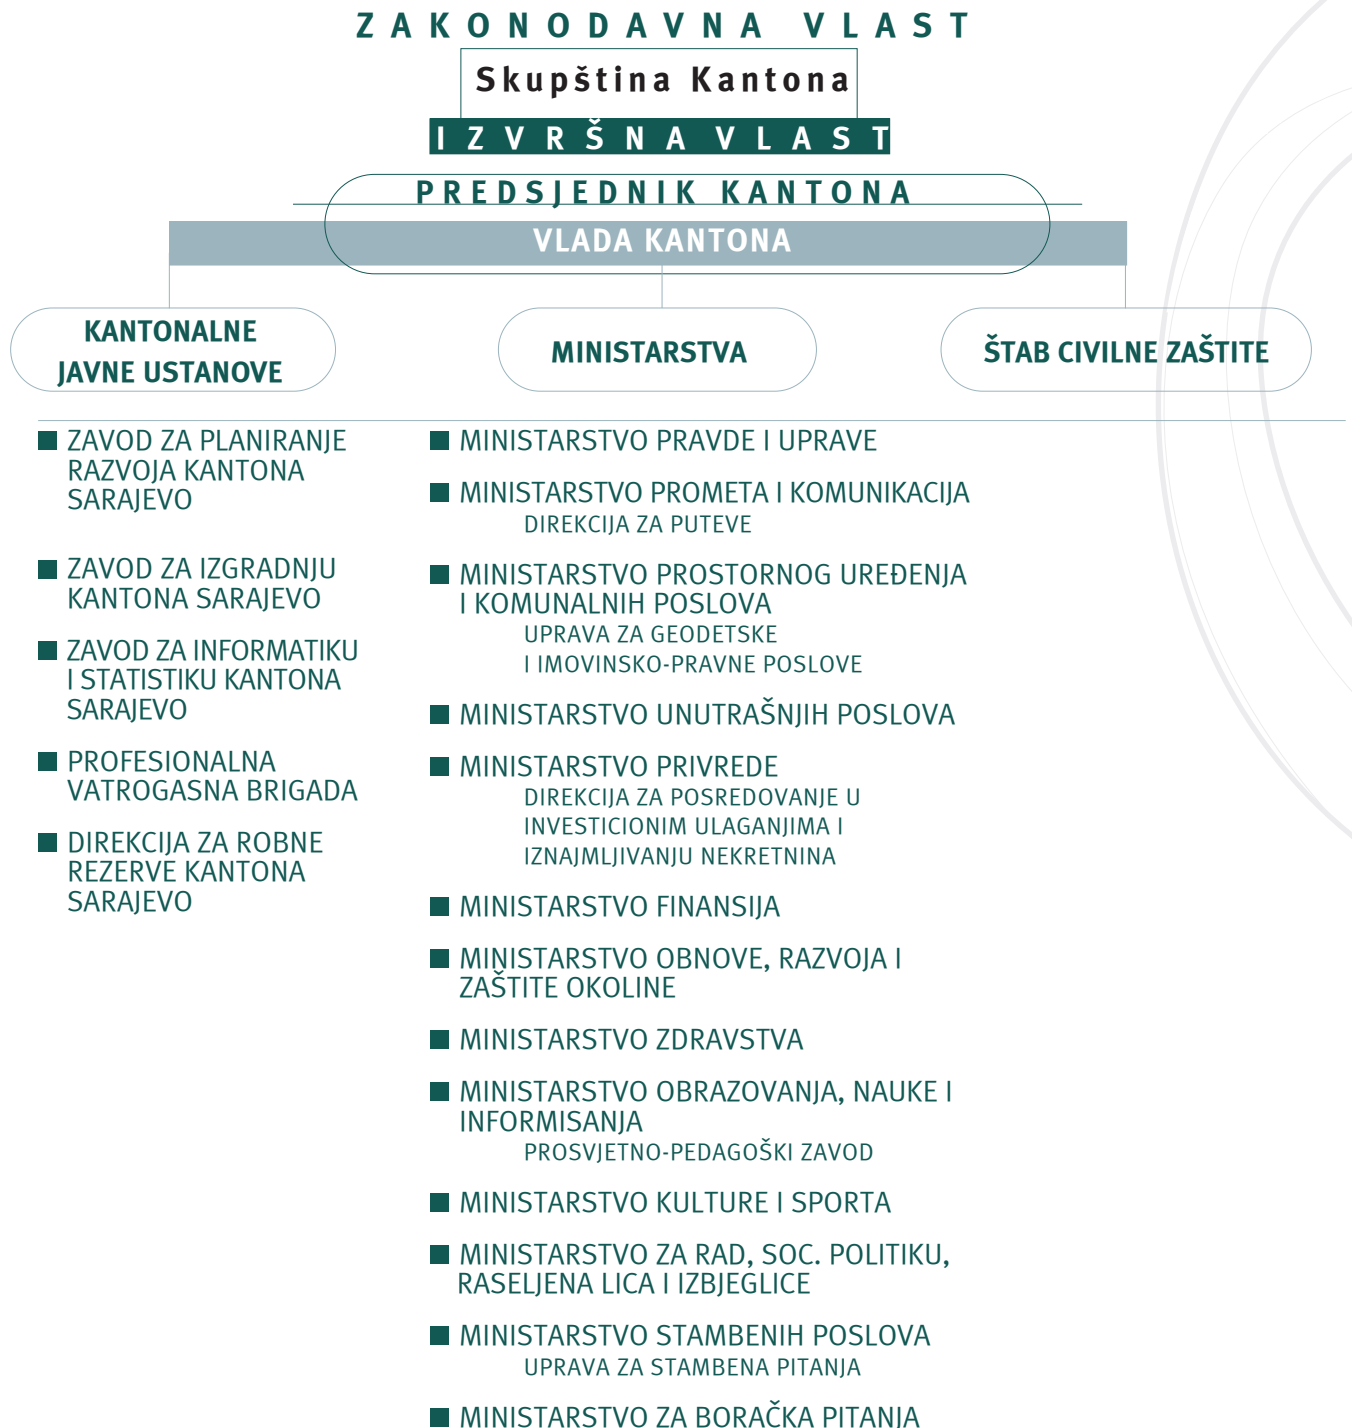 ZAKONODAVNA VLAST
Skupština Kantona
IZVRŠNA VLAST
PREDSJEDNIK KANTONA
VLADA KANTONA
KANTONALNE
JAVNE USTANOVE
MINISTARSTVA
ŠTAB CIVILNE ZAŠTITE
ZAVOD ZA PLANIRANJE
RAZVOJA KANTONA
SARAJEVO
ZAVOD ZA IZGRADNJU
KANTONA SARAJEVO
ZAVOD ZA INFORMATIKU
I STATISTIKU KANTONA
SARAJEVO
PROFESIONALNA
VATROGASNA BRIGADA
DIREKCIJA ZA ROBNE
REZERVE KANTONA
SARAJEVO
MINISTARSTVO PRAVDE I UPRAVE
MINISTARSTVO PROMETA I KOMUNIKACIJA
DIREKCIJA ZA PUTEVE
MINISTARSTVO PROSTORNOG UREĐENJA
I KOMUNALNIH POSLOVA
UPRAVA ZA GEODETSKE
I IMOVINSKO-PRAVNE POSLOVE
MINISTARSTVO UNUTRAŠNJIH POSLOVA
MINISTARSTVO PRIVREDE
DIREKCIJA ZA POSREDOVANJE U
INVESTICIONIM ULAGANJIMA I
IZNAJMLJIVANJU NEKRETNINA
MINISTARSTVO FINANSIJA
MINISTARSTVO OBNOVE, RAZVOJA I
ZAŠTITE OKOLINE
MINISTARSTVO ZDRAVSTVA
MINISTARSTVO OBRAZOVANJA, NAUKE I
INFORMISANJA
PROSVJETNO-PEDAGOŠKI ZAVOD
MINISTARSTVO KULTURE I SPORTA
MINISTARSTVO ZA RAD, SOC. POLITIKU,
RASELJENA LICA I IZBJEGLICE
MINISTARSTVO STAMBENIH POSLOVA
UPRAVA ZA STAMBENA PITANJA
MINISTARSTVO ZA BORAČKA PITANJA